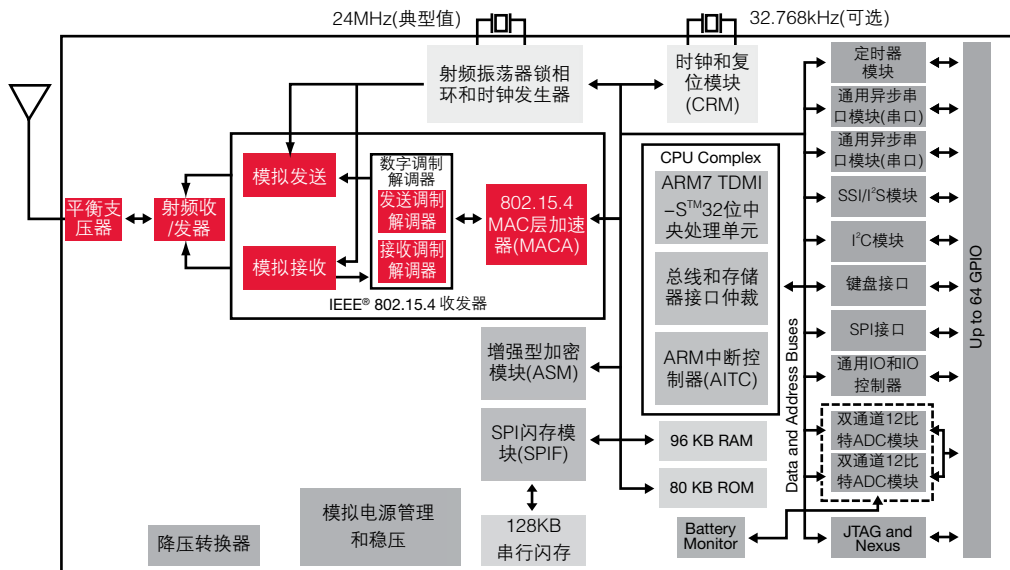 24MHz(典型值)
32.768kHz(可选)
射频振荡器锁相
环和时钟发生器
时钟和复
位模块
(CRM)
定时器
模块
通用异步串
口模块(串口)
通用异步串
口模块(串口)
SSI/I²S模块
I²C模块
键盘接口
SPI接口
通用IO和IO
控制器
双通道12比
特ADC模块
双通道12比
特ADC模块
JTAG and
Nexus
Up to 64 GPIO
Data and Address Buses
CPU Complex
ARM7 TDMI
-S™32位中
央处理单元
总线和存储
器接口仲裁
ARM中断控
制器(AITC)
平衡支
压器
射频收
/发器
模拟发送
模拟接收
数字调制
解调器
发送调制
解调器
接收调制
解调器
802.15.4
MAC层加速
器(MACA)
IEEE® 802.15.4 收发器
增强型加密
模块(ASM)
SPI闪存模
块(SPIF)
96 KB RAM
80 KB ROM
128KB
串行闪存
Battery
Monitor
模拟电源管理
和稳压
降压转换器